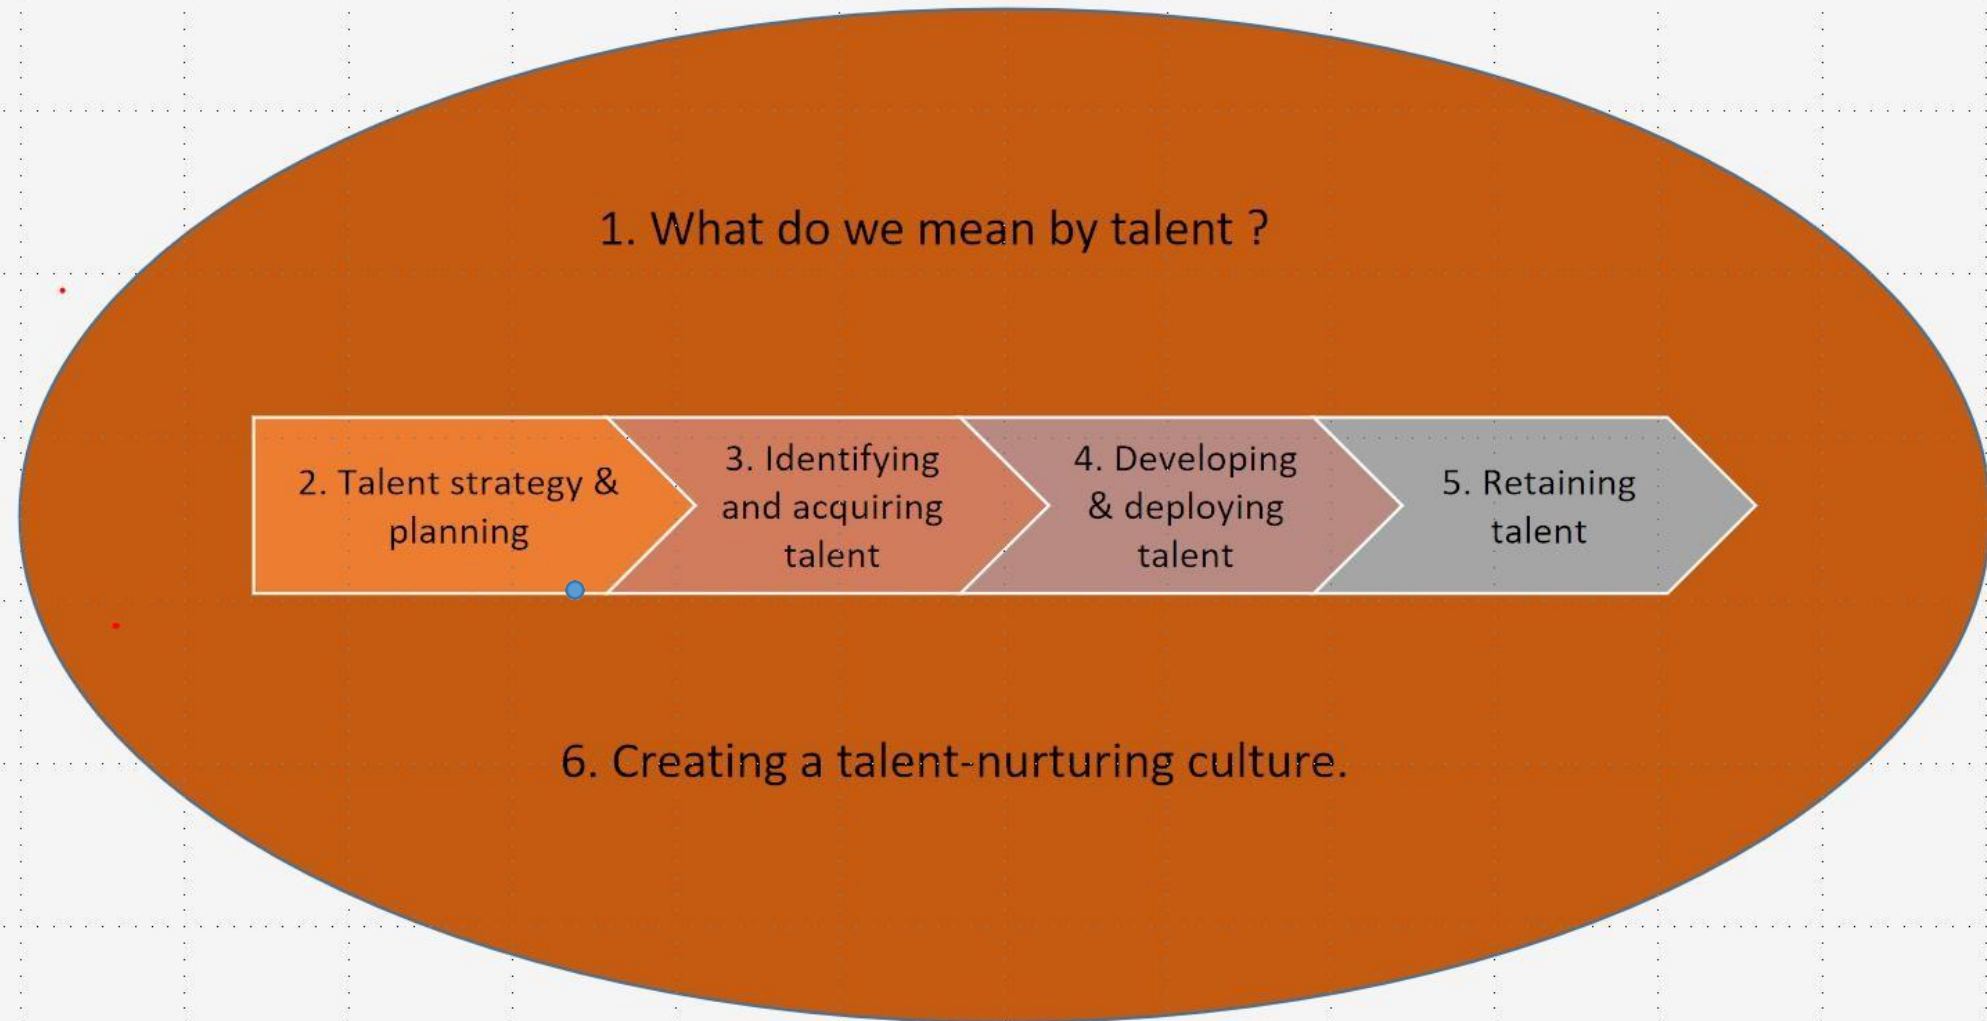 1. What do we mean by talent ?
2. Talent strategy &
planning
3. Identifying
and acquiring
talent
4. Developing
& deploying
talent
5. Retaining
talent
6. Creating a talent-nurturing culture.